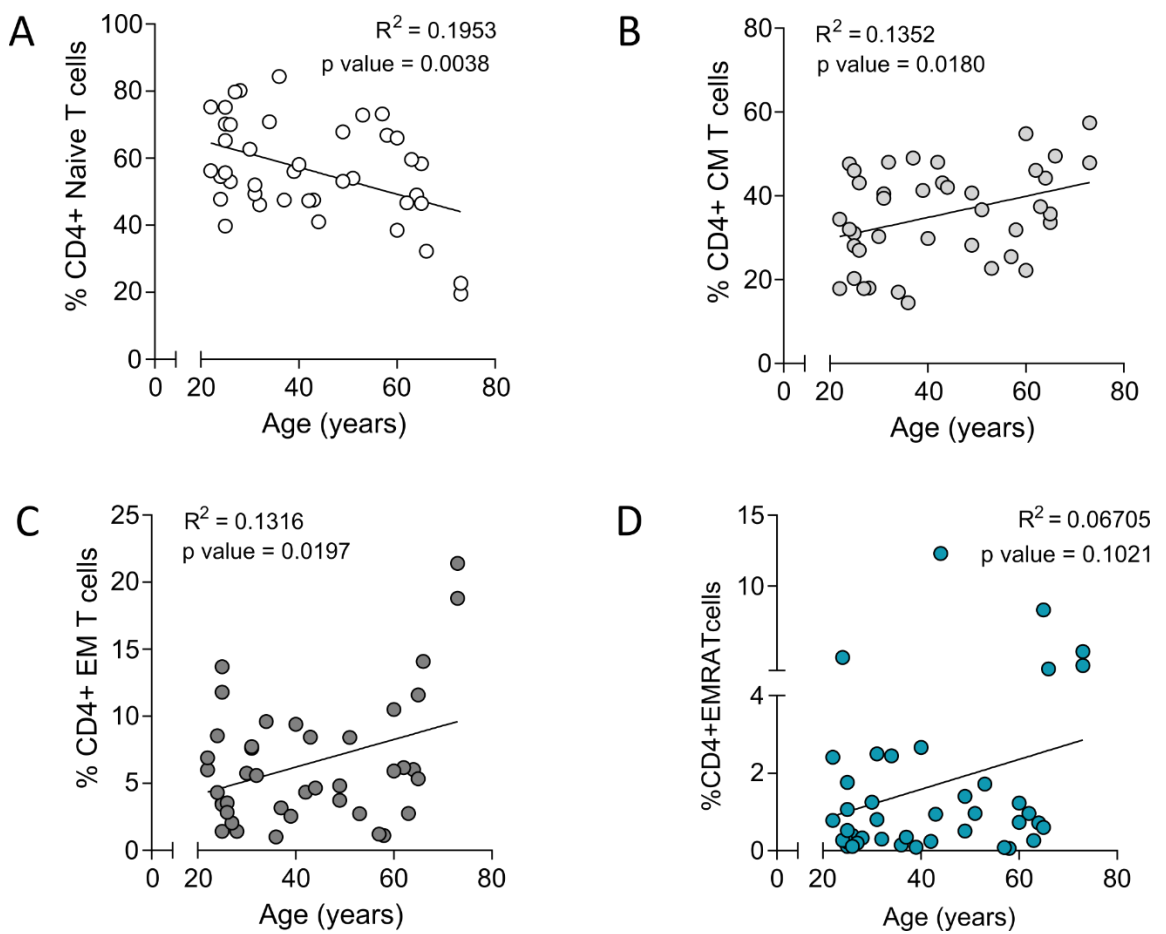 A
R² = 0.1953
p value = 0.0038
% CD4+ Naive T cells
100
80
60
40
20
0
0
20
40
60
80
Age (years)
B
R² = 0.1352
p value = 0.0180
% CD4+ CM T cells
80
60
40
20
0
0
20
40
60
80
Age (years)
C
R² = 0.1316
p value = 0.0197
% CD4+ EM T cells
25
20
15
10
5
0
0
20
40
60
80
Age (years)
D
R² = 0.06705
p value = 0.1021
%CD4+EMRATcells
15
10
4
2
0
0
20
40
60
80
Age (years)